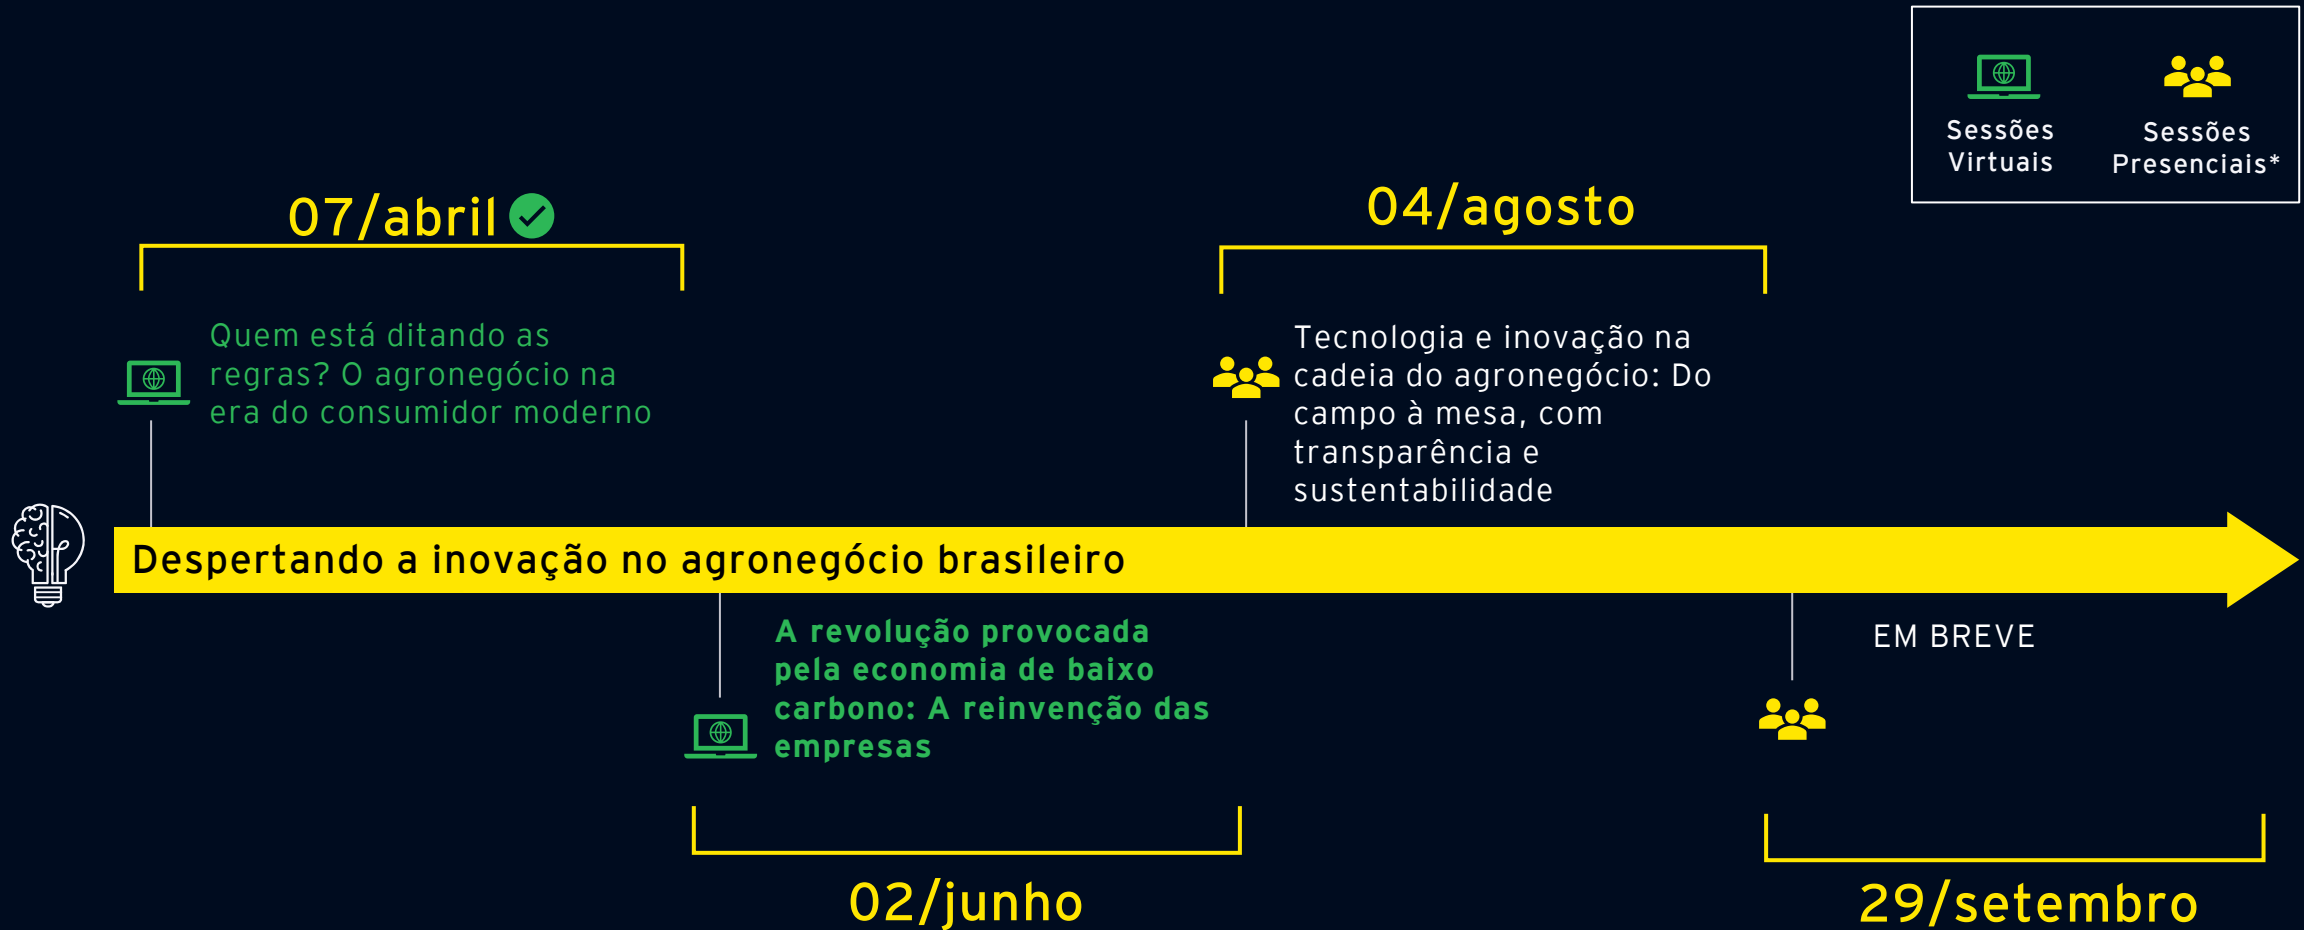 Sessões
Virtuais
Sessões
Presenciais*
07/abril
Quem está ditando as
regras? O agronegócio na
era do consumidor moderno
04/agosto
Tecnologia e inovação na
cadeia do agronegócio: Do
campo à mesa, com
transparência e
sustentabilidade
Despertando a inovação no agronegócio brasileiro
A revolução provocada
pela economia de baixo
carbono: A reinvenção das
empresas
02/junho
EM BREVE
29/setembro